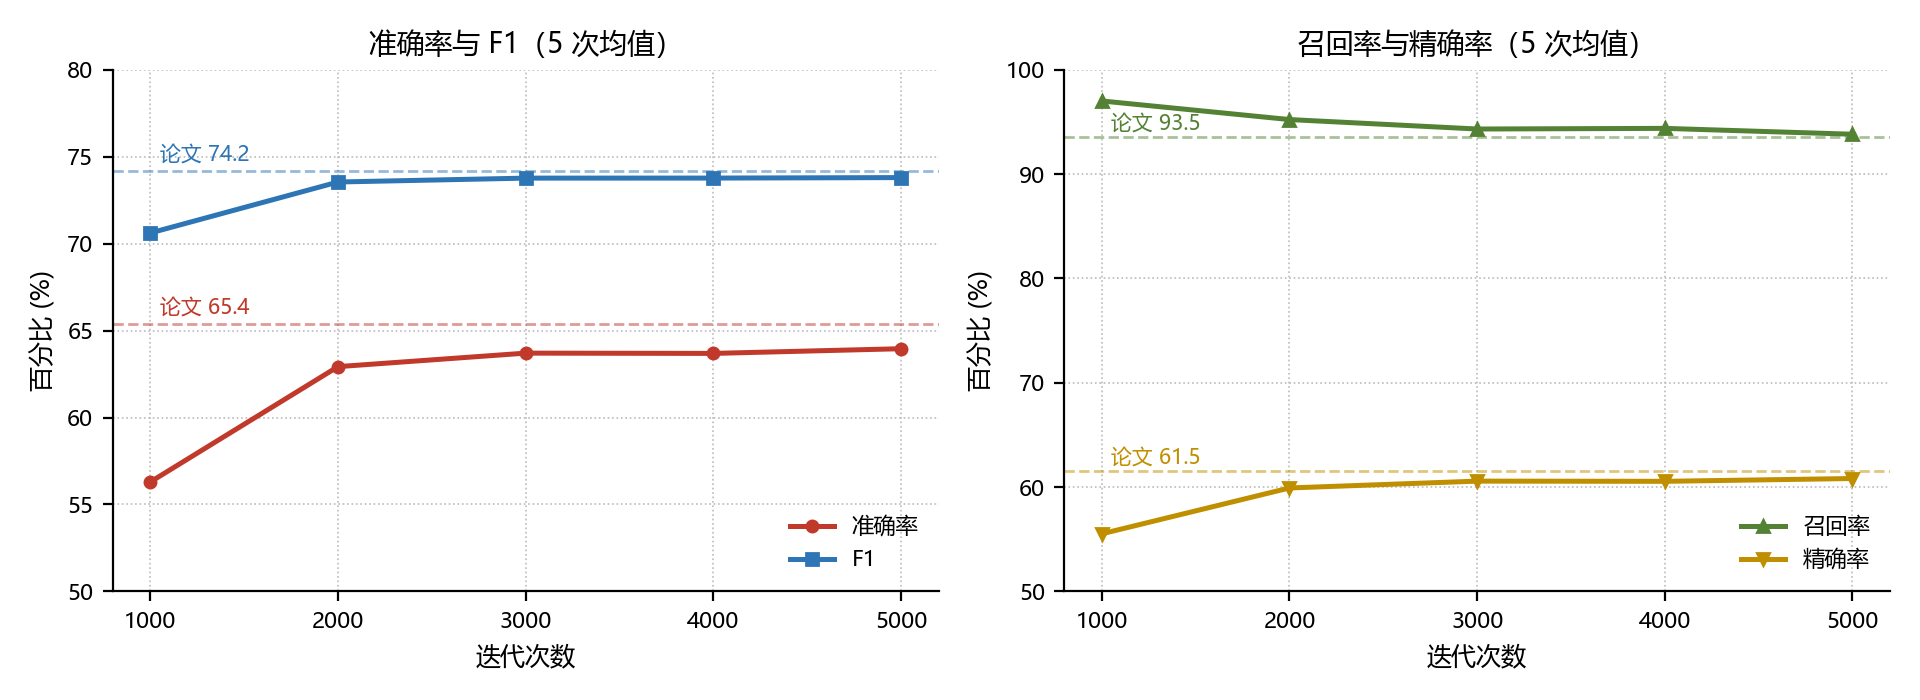 准确率与 F1（5 次均值）
80
75
70
65
60
55
50
百分比 (%)
论文 74.2
论文 65.4
准确率
F1
1000 2000 3000 4000 5000
迭代次数
召回率与精确率（5 次均值）
100
90
80
70
60
50
百分比 (%)
论文 93.5
论文 61.5
召回率
精确率
1000 2000 3000 4000 5000
迭代次数